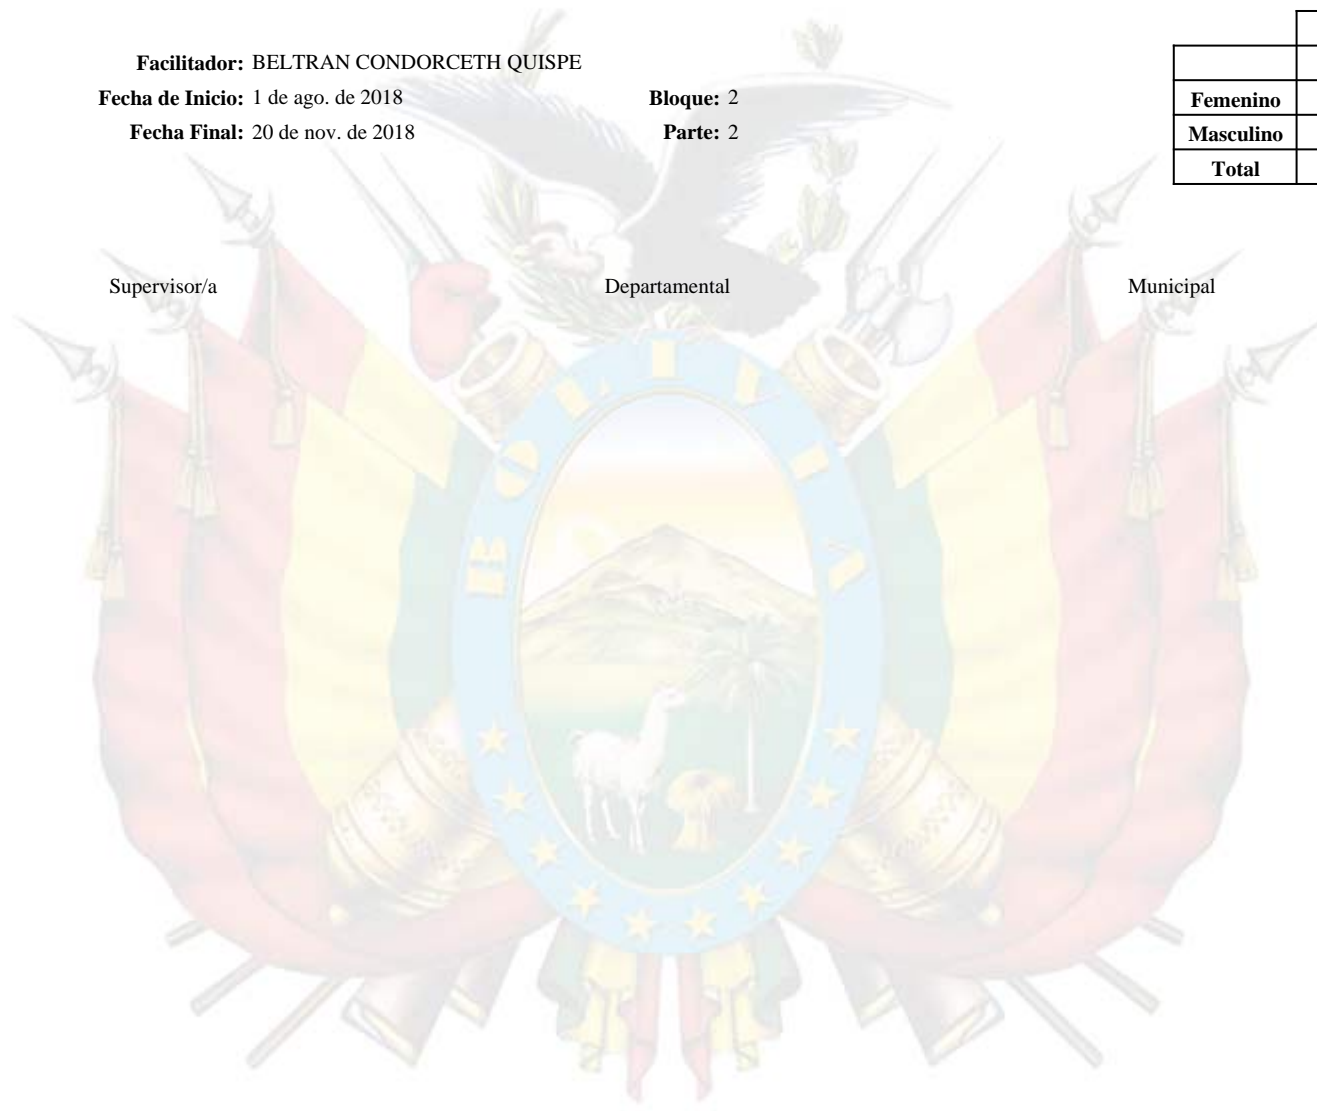 Facilitador: BELTRAN CONDORCETH QUISPE
Fecha de Inicio: 1 de ago. de 2018 Bloque: 2
Fecha Final: 20 de nov. de 2018 Parte: 2
Femenino
Masculino
Total
Supervisor/a Departamental Municipal
BOLIVIA